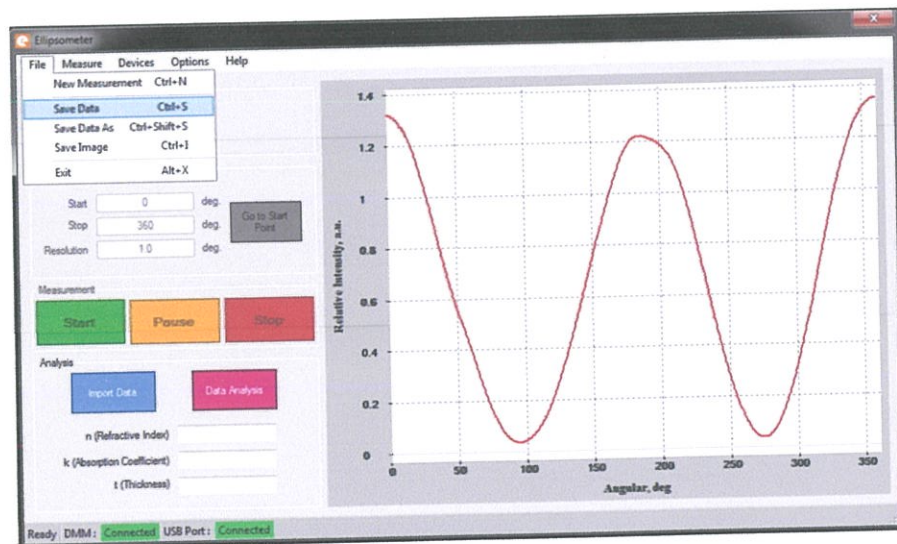 Ellipsometer
File Measure Devices Options Help
New Measurement Ctrl+N
Save Data Ctrl+S
Save Data As Ctrl+Shift+S
Save Image Ctrl+I
Exit Alt+X
Start 0 deg.
Stop 360 deg.
Go to Start
Point
Resolution 1.0 deg.
Measurement
Start Pause Stop
Analysis
Import Data Data Analysis
n (Refractive Index)
k (Absorption Coefficient)
t (Thickness)
Ready DMM : Connected USB Port : Connected
Relative Intensity, a.u.
1.4
1.2
1
0.8
0.6
0.4
0.2
0
0 50 100 150 200 250 300 350
Angular, deg